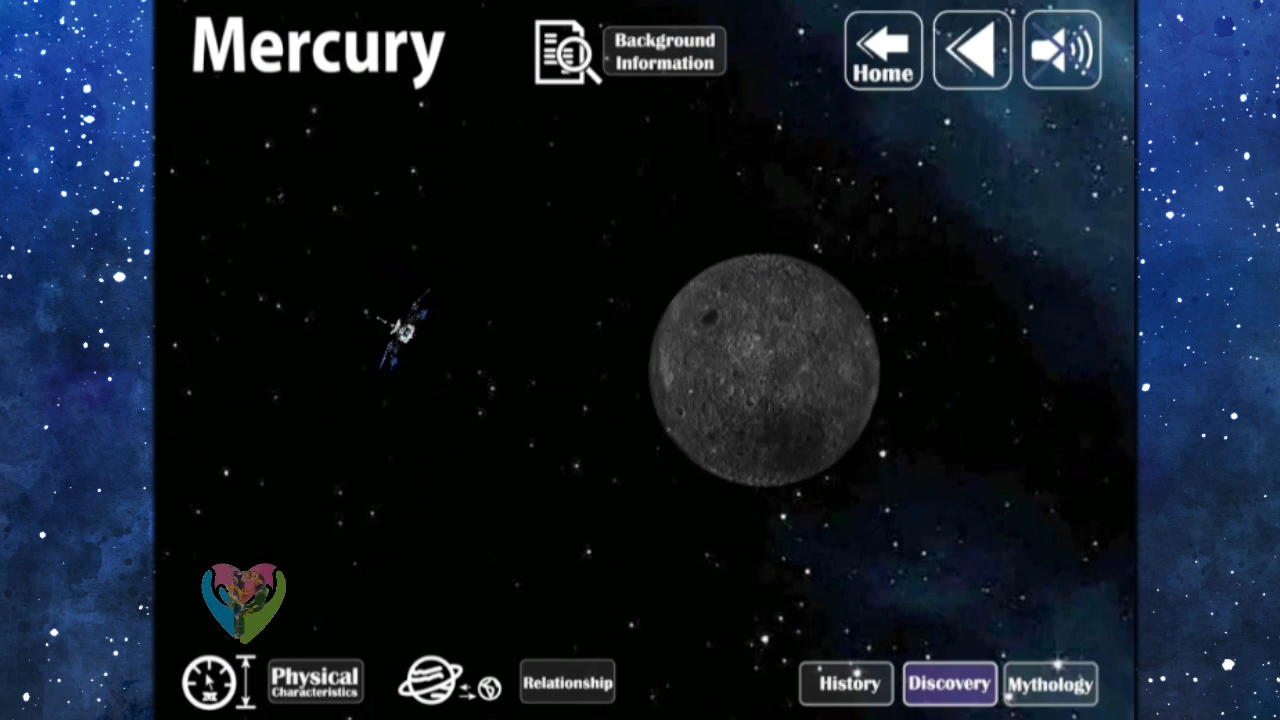 Mercury
Background
Information
Home
Physical
Characteristics
Relationship
History
Discovery
Mythology